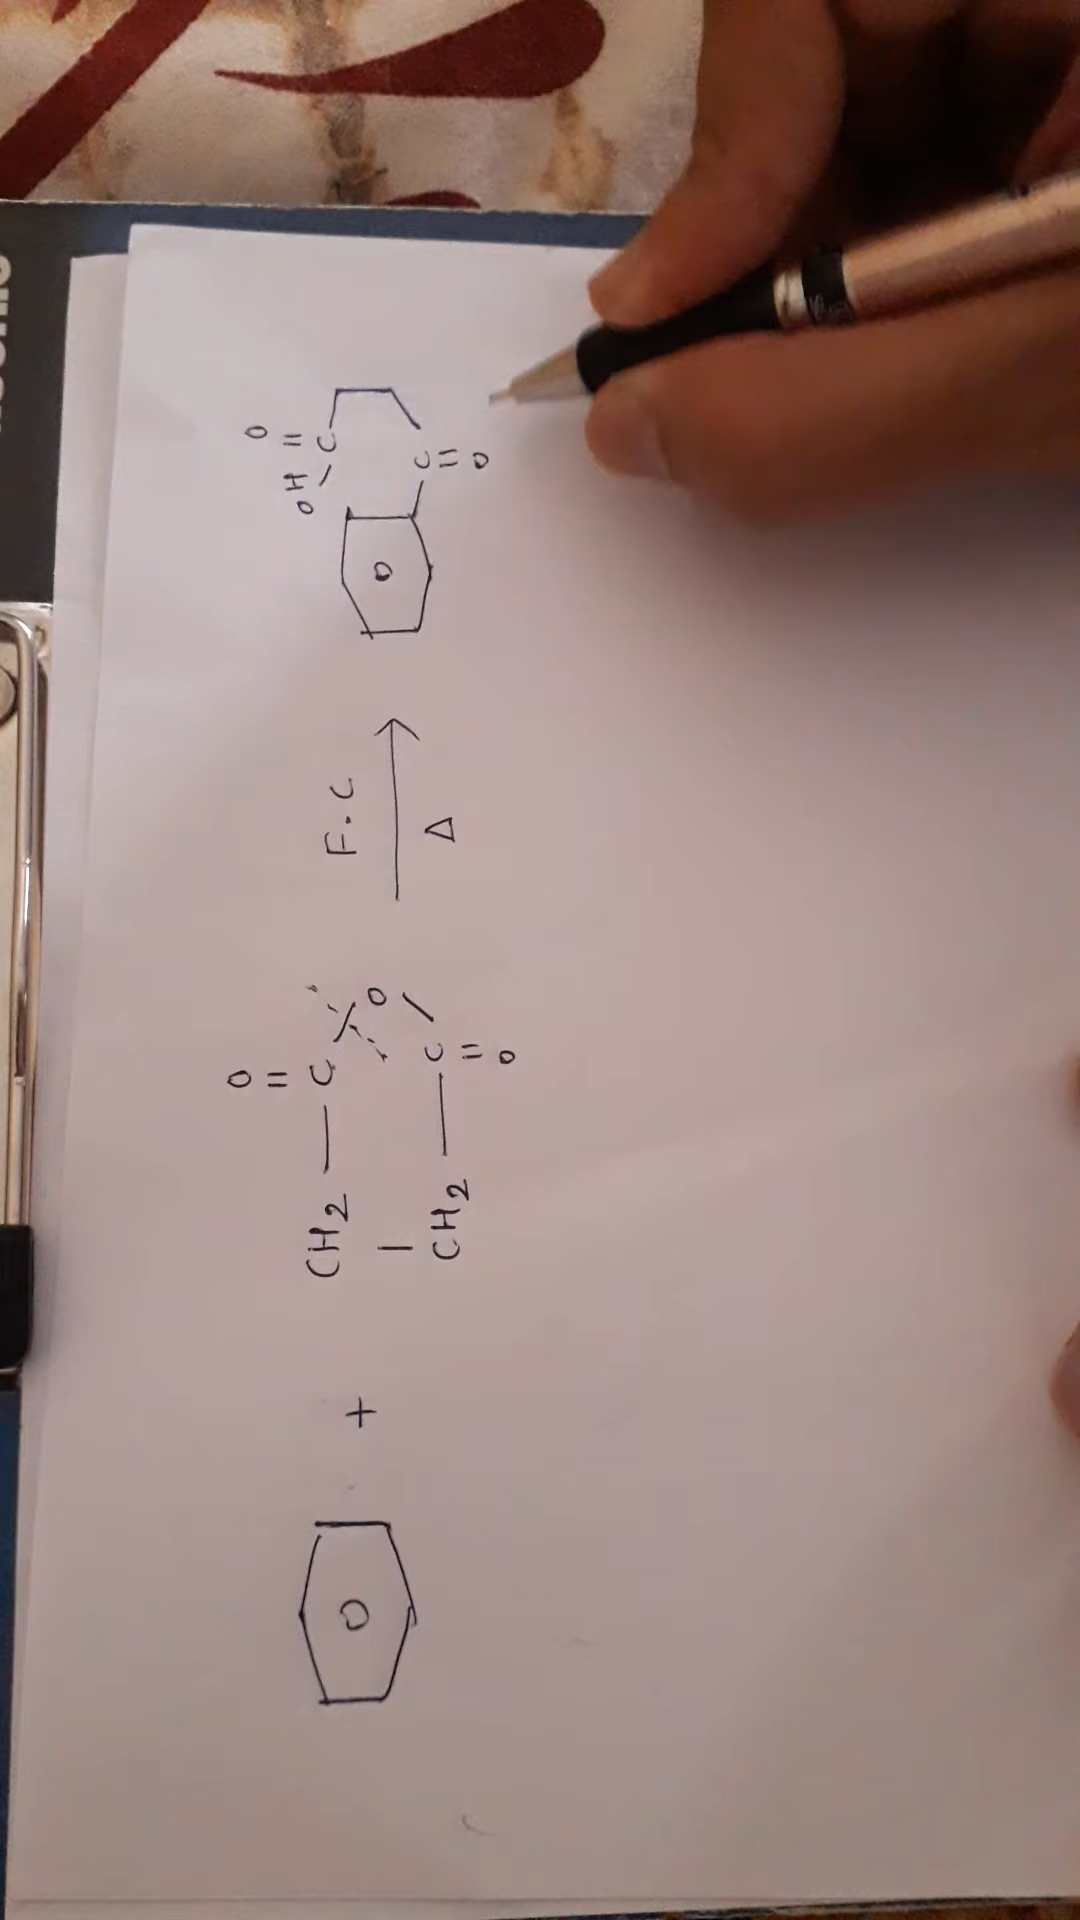 O O
|| ||
CH2 — C F.C OH C
+ | O →
CH2 — C Δ C
|| ||
O O